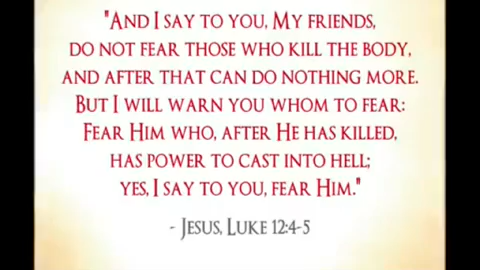 "And I say to you, My friends,
do not fear those who kill the body,
and after that can do nothing more.
But I will warn you whom to fear:
Fear Him who, after He has killed,
has power to cast into hell;
yes, I say to you, fear Him."
- Jesus, Luke 12:4-5